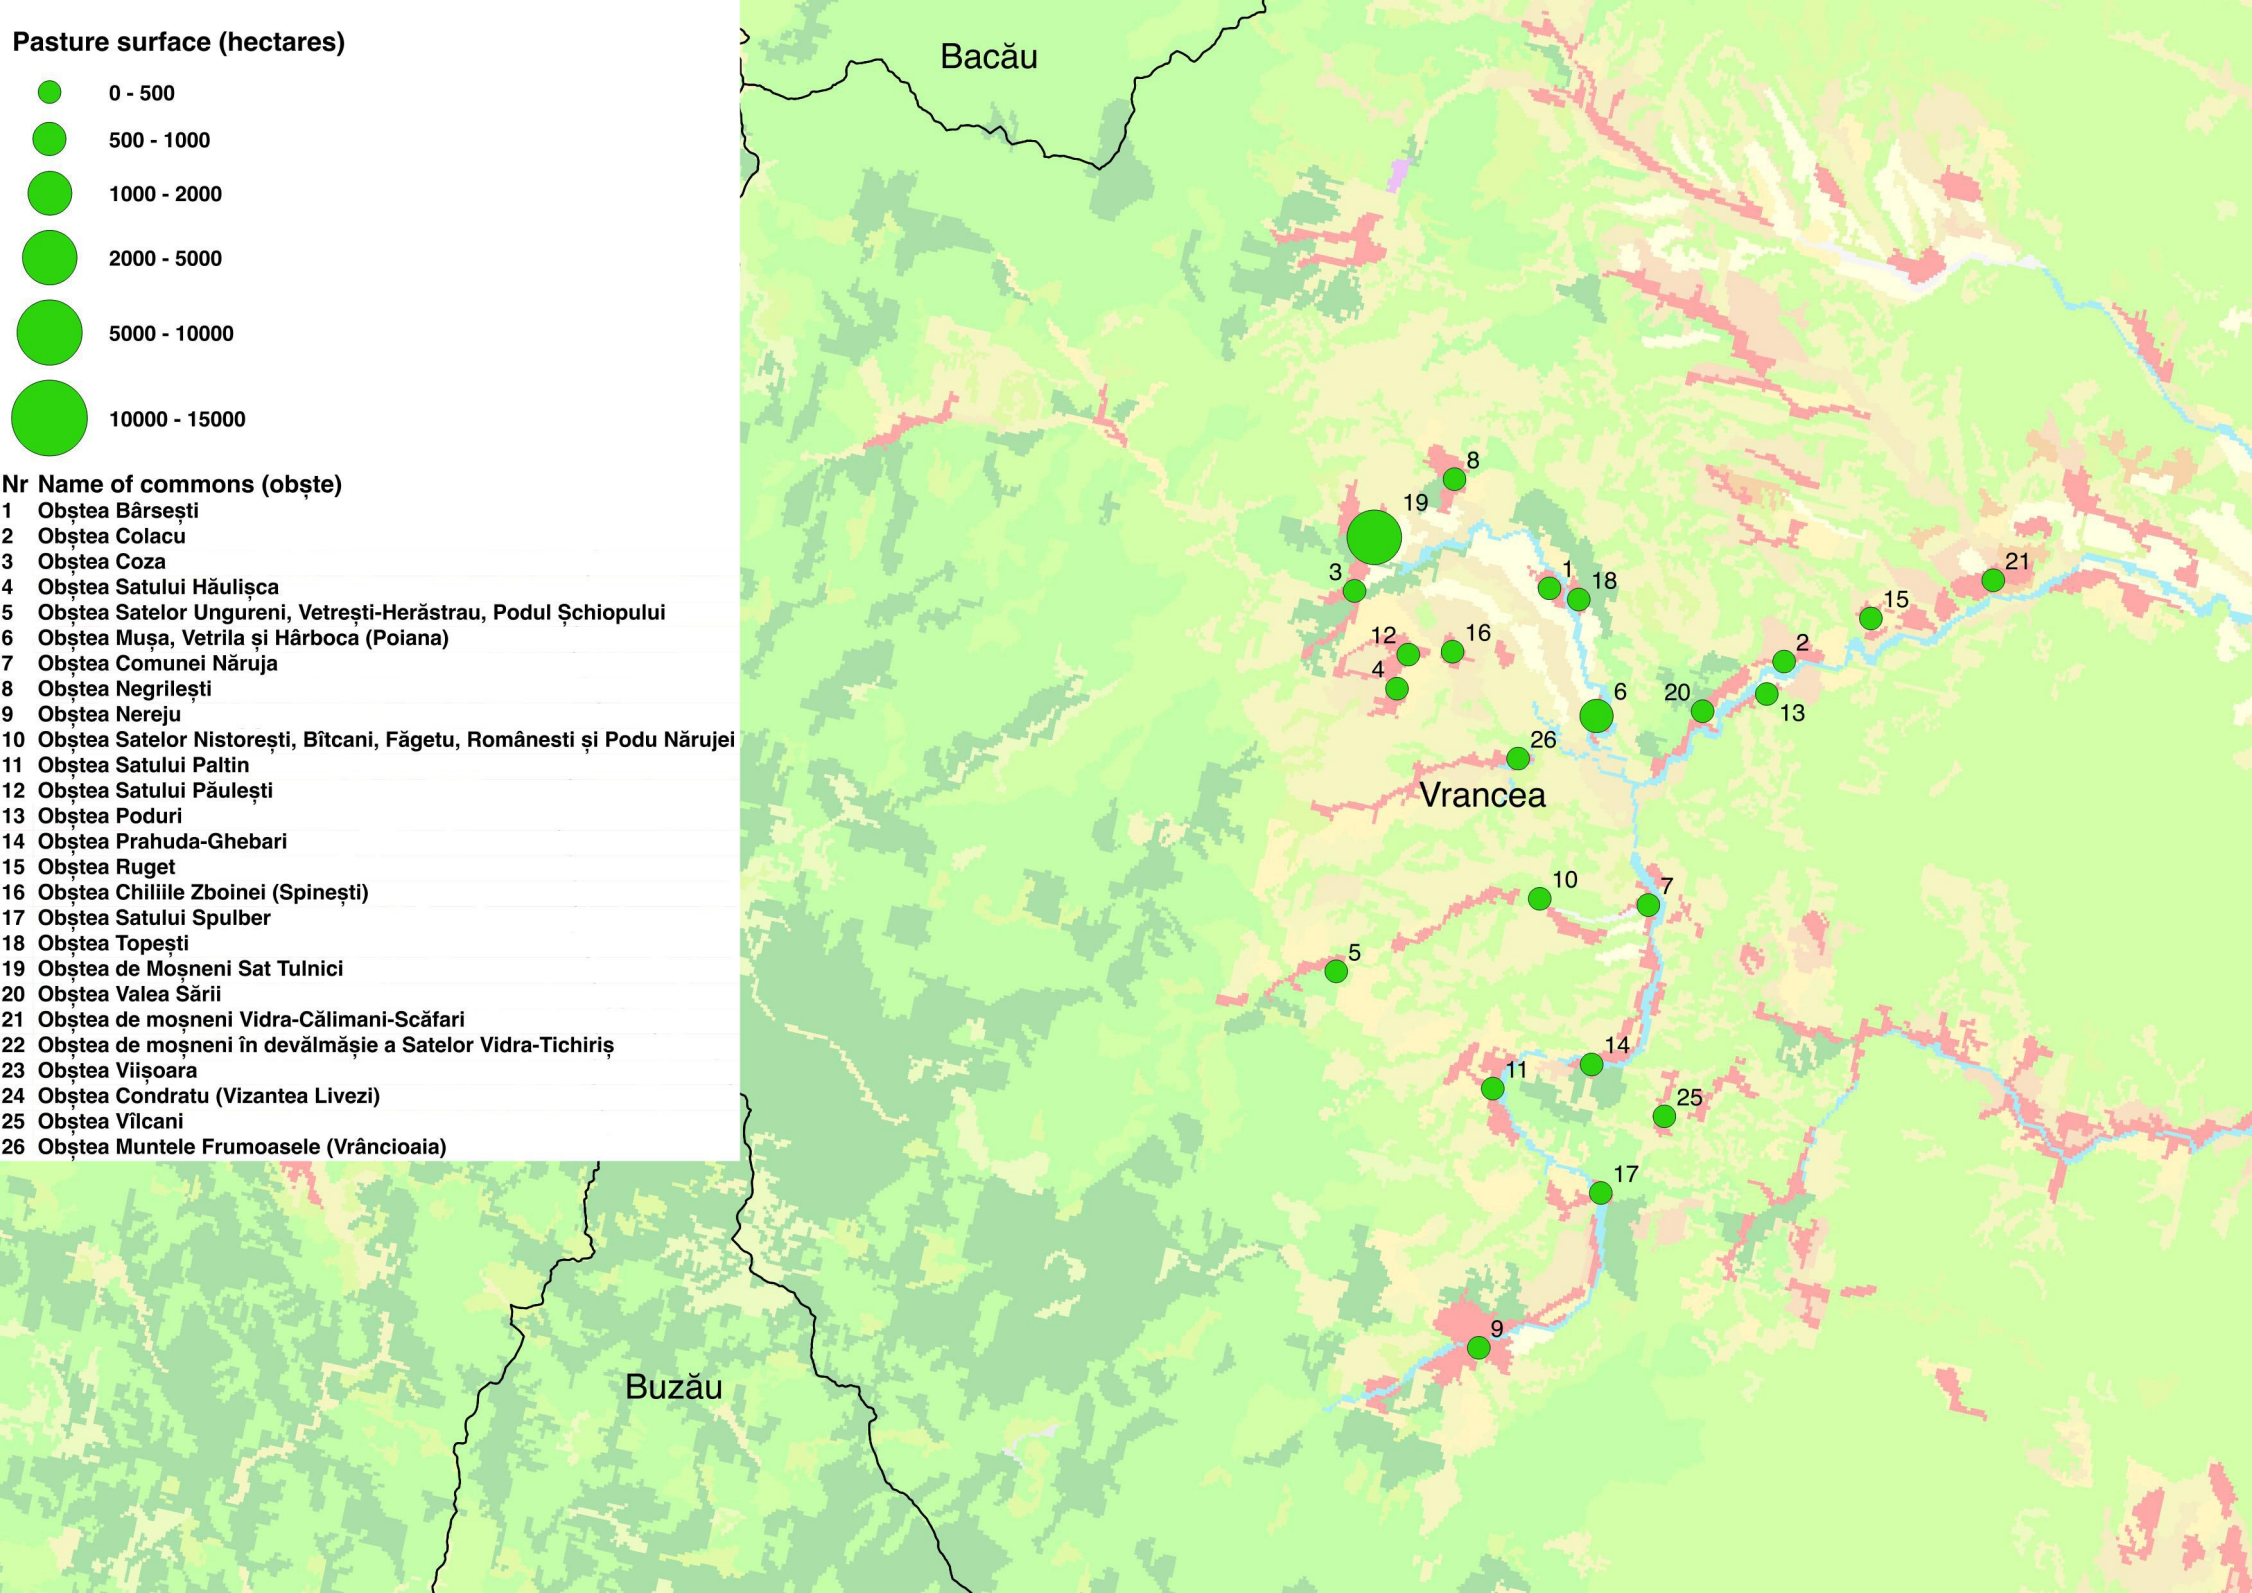 Pasture surface (hectares)
0 - 500
500 - 1000
1000 - 2000
2000 - 5000
5000 - 10000
10000 - 15000
Nr Name of commons (obște)
1 Obștea Bârsești
2 Obștea Colacu
3 Obștea Coza
4 Obștea Satului Hăulișca
5 Obștea Satelor Ungureni, Vetrești-Herăstrau, Podul Șchiopului
6 Obștea Mușa, Vetrila și Hârboca (Poiana)
7 Obștea Comunei Năruja
8 Obștea Negrilești
9 Obștea Nereju
10 Obștea Satelor Nistorești, Bîtcani, Făgetu, Românesti și Podu Nărujei
11 Obștea Satului Paltin
12 Obștea Satului Păulești
13 Obștea Poduri
14 Obștea Prahuda-Ghebari
15 Obștea Ruget
16 Obștea Chiliile Zboinei (Spinești)
17 Obștea Satului Spulber
18 Obștea Topești
19 Obștea de Moșneni Sat Tulnici
20 Obștea Valea Sării
21 Obștea de moșneni Vidra-Călimani-Scăfari
22 Obștea de moșneni în devălmășie a Satelor Vidra-Tichiriș
23 Obștea Viișoara
24 Obștea Condratu (Vizantea Livezi)
25 Obștea Vîlcani
26 Obștea Muntele Frumoasele (Vrâncioaia)
Bacău
8
19
3
1
18
21
15
12
16
4
2
6
20
13
26
Vrancea
10
7
5
14
11
25
17
9
Buzău